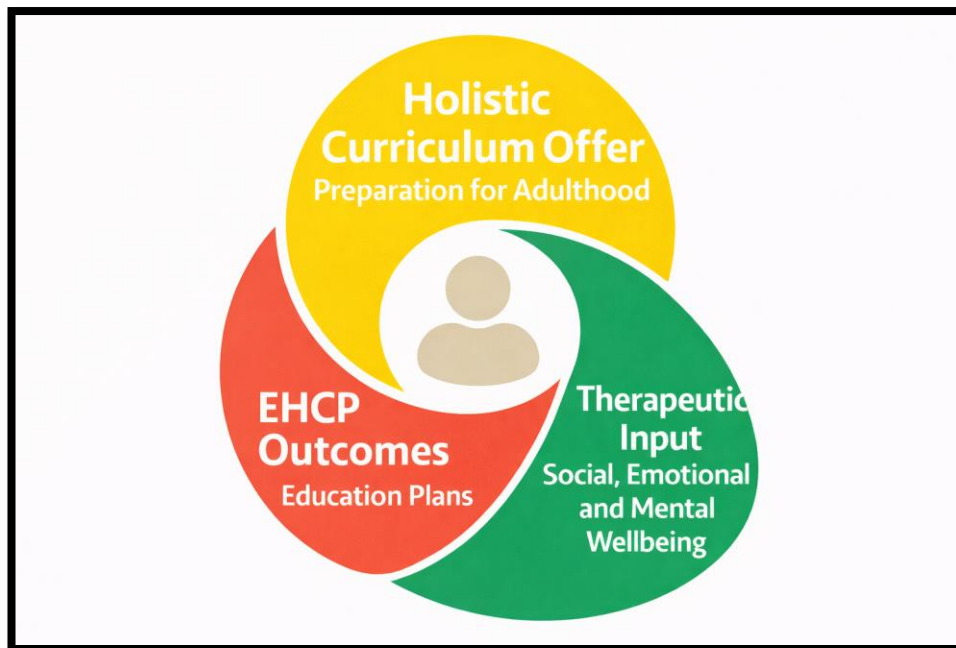 Holistic
Curriculum Offer
Preparation for Adulthood
EHCP
Outcomes
Education Plans
Therapeutic
Input
Social, Emotional
and Mental
Wellbeing